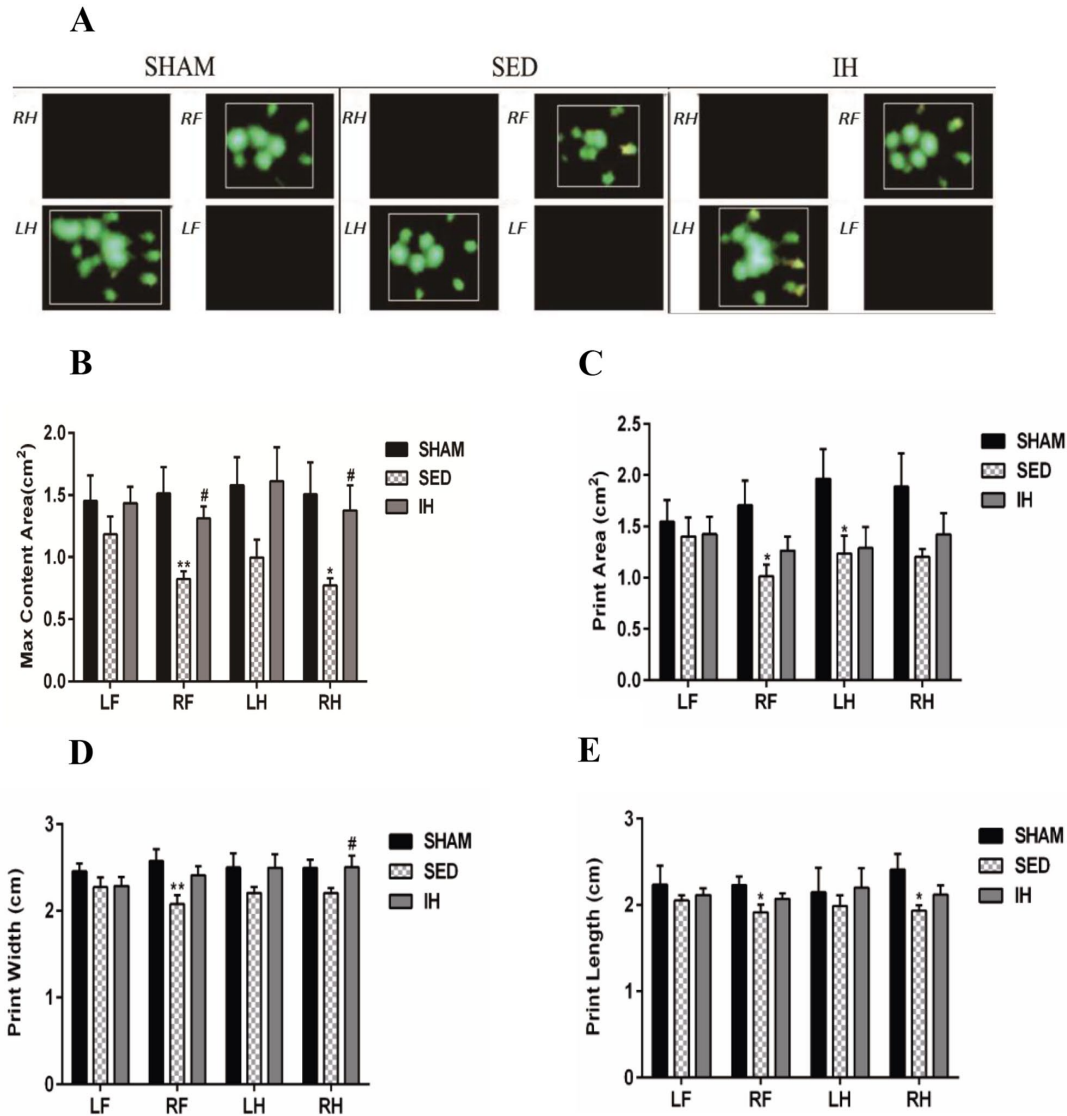 A
SHAM SED IH
RH RF RH RF RH RF
LH LF LH LF LH LF
B
Max Content Area(cm²)
2.0
1.5
1.0
0.5
0.0
LF RF LH RH
** # * #
SHAM
SED
IH
C
Print Area (cm²)
2.5
2.0
1.5
1.0
0.5
0.0
LF RF LH RH
* *
SHAM
SED
IH
D
Print Width (cm)
3
2
1
0
LF RF LH RH
** #
SHAM
SED
IH
E
Print Length (cm)
3
2
1
0
LF RF LH RH
* *
SHAM
SED
IH